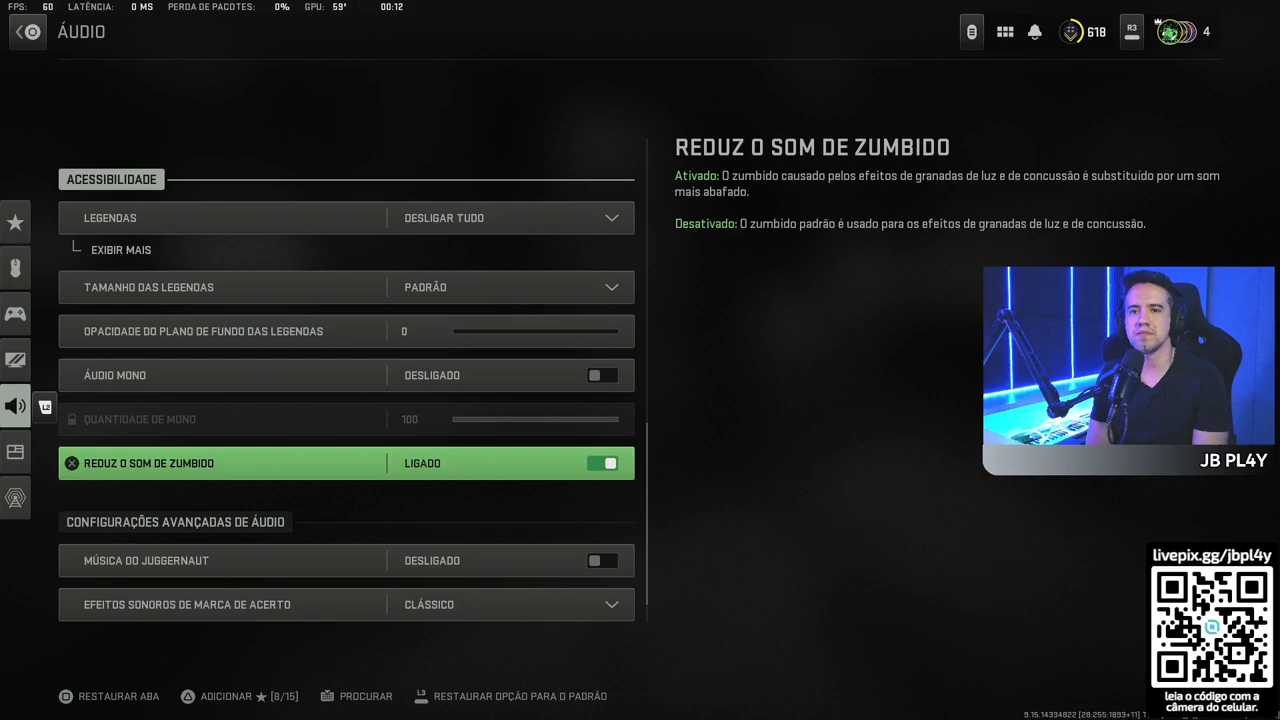 FPS: 60 LATÊNCIA: 0 MS PERDA DE PACOTES: 0% GPU: 59° 00:12
ÁUDIO
618
R3
4
ACESSIBILIDADE
LEGENDAS DESLIGAR TUDO
EXIBIR MAIS
TAMANHO DAS LEGENDAS PADRÃO
OPACIDADE DO PLANO DE FUNDO DAS LEGENDAS 0
ÁUDIO MONO DESLIGADO
L2
QUANTIDADE DE MONO 100
REDUZ O SOM DE ZUMBIDO LIGADO
CONFIGURAÇÕES AVANÇADAS DE ÁUDIO
MÚSICA DO JUGGERNAUT DESLIGADO
EFEITOS SONOROS DE MARCA DE ACERTO CLÁSSICO
REDUZ O SOM DE ZUMBIDO
Ativado: O zumbido causado pelos efeitos de granadas de luz e de concussão é substituído por um som
mais abafado.
Desativado: O zumbido padrão é usado para os efeitos de granadas de luz e de concussão.
JB PL4Y
livepix.gg/jbpl4y
leia o código com a
câmera do celular.
RESTAURAR ABA ADICIONAR ★ [8/15] PROCURAR L3 RESTAURAR OPÇÃO PARA O PADRÃO